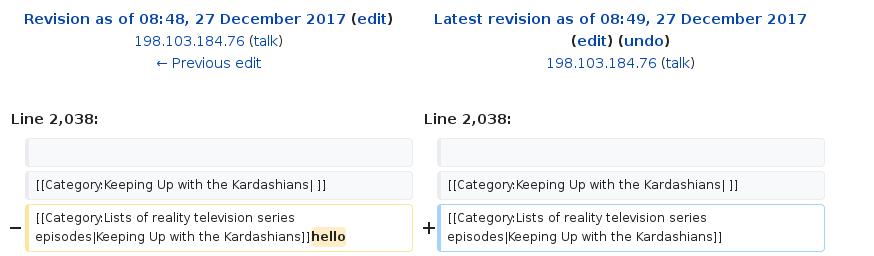 Revision as of 08:48, 27 December 2017 (edit)
198.103.184.76 (talk)
← Previous edit
Latest revision as of 08:49, 27 December 2017
(edit) (undo)
198.103.184.76 (talk)
Line 2,038:
Line 2,038:
[[Category:Keeping Up with the Kardashians| ]]
[[Category:Keeping Up with the Kardashians| ]]
− [[Category:Lists of reality television series
episodes|Keeping Up with the Kardashians]]hello
+ [[Category:Lists of reality television series
episodes|Keeping Up with the Kardashians]]